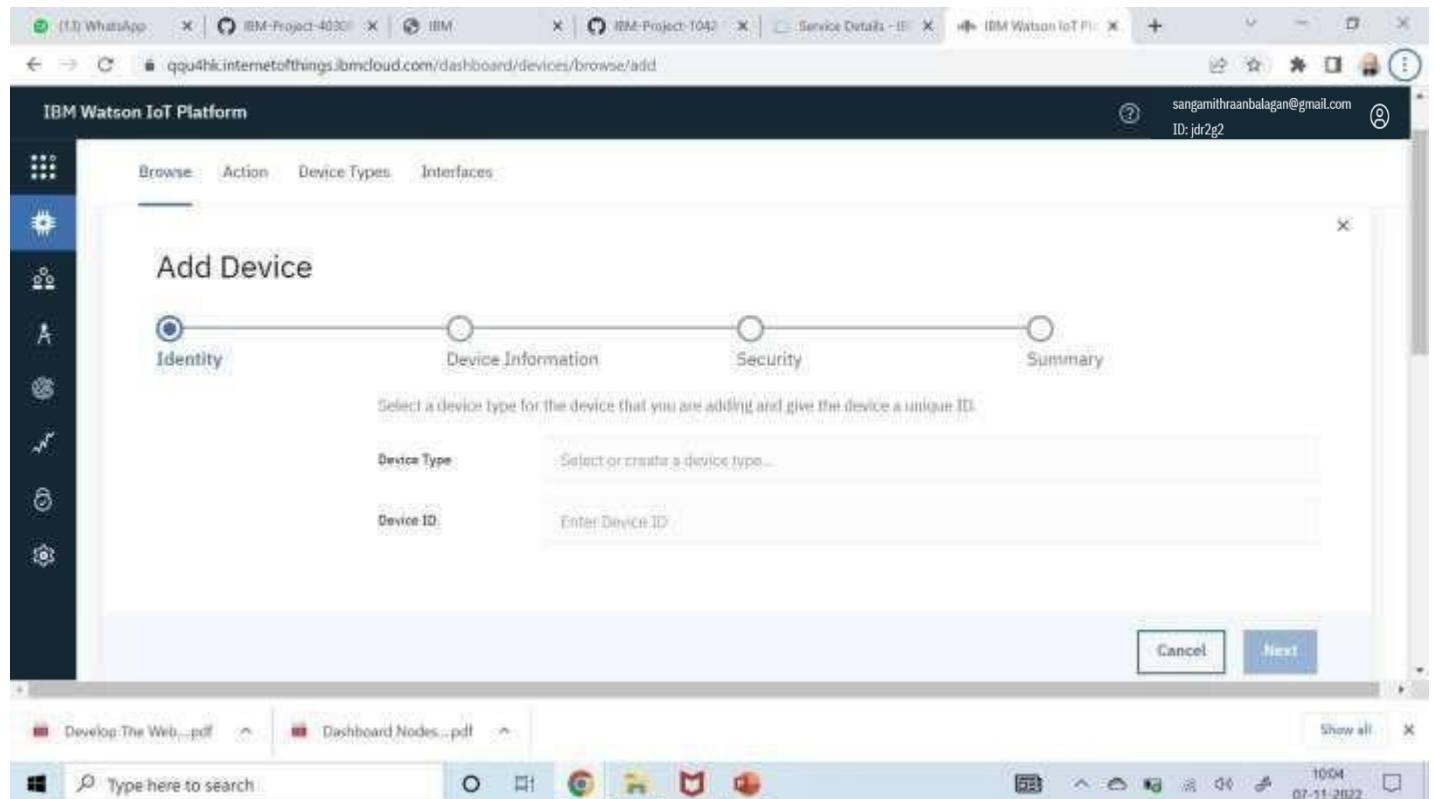 (13) WhatsApp
IBM-Project-4030
IBM
IBM-Project-1042
Service Details - IB
IBM Watson IoT Pl
qqu4hk.internetofthings.ibmcloud.com/dashboard/devices/browse/add
IBM Watson IoT Platform
sangamithraanbalagan@gmail.com
ID: jdr2g2
Browse Action Device Types Interfaces
Add Device
Identity Device Information Security Summary
Select a device type for the device that you are adding and give the device a unique ID.
Device Type Select or create a device type...
Device ID Enter Device ID
Cancel Next
Develop The Web....pdf Dashboard Nodes....pdf Show all
Type here to search
10:04
07-11-2022